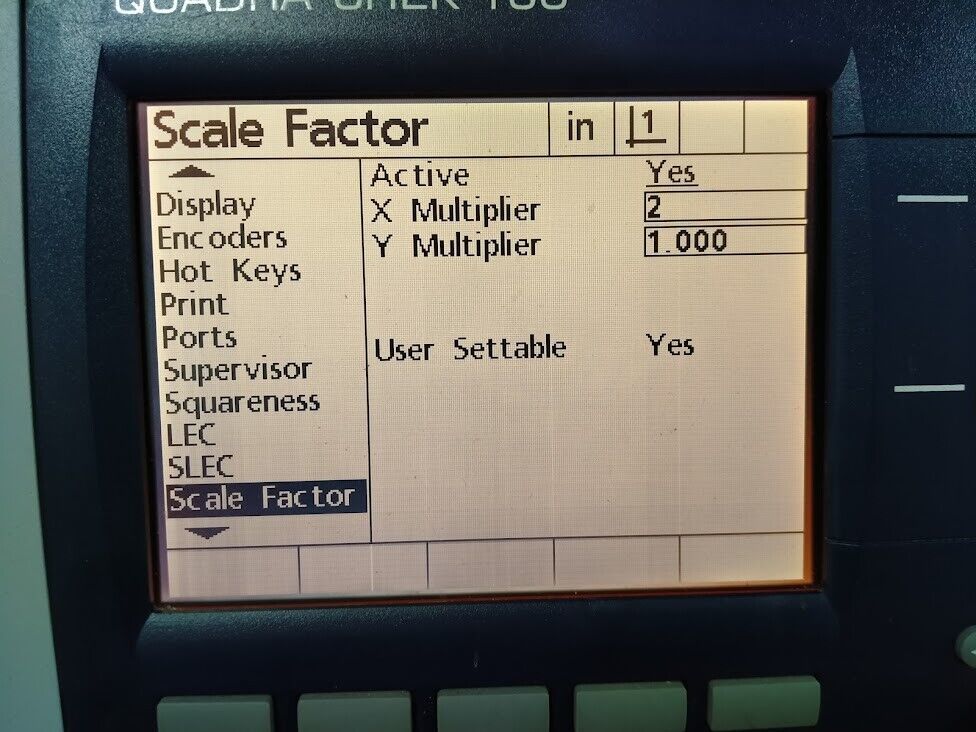 Scale Factor in 1
Active Yes
Display
X Multiplier 2
Encoders
Y Multiplier 1.000
Hot Keys
Print
Ports
User Settable Yes
Supervisor
Squareness
LEC
SLEC
Scale Factor